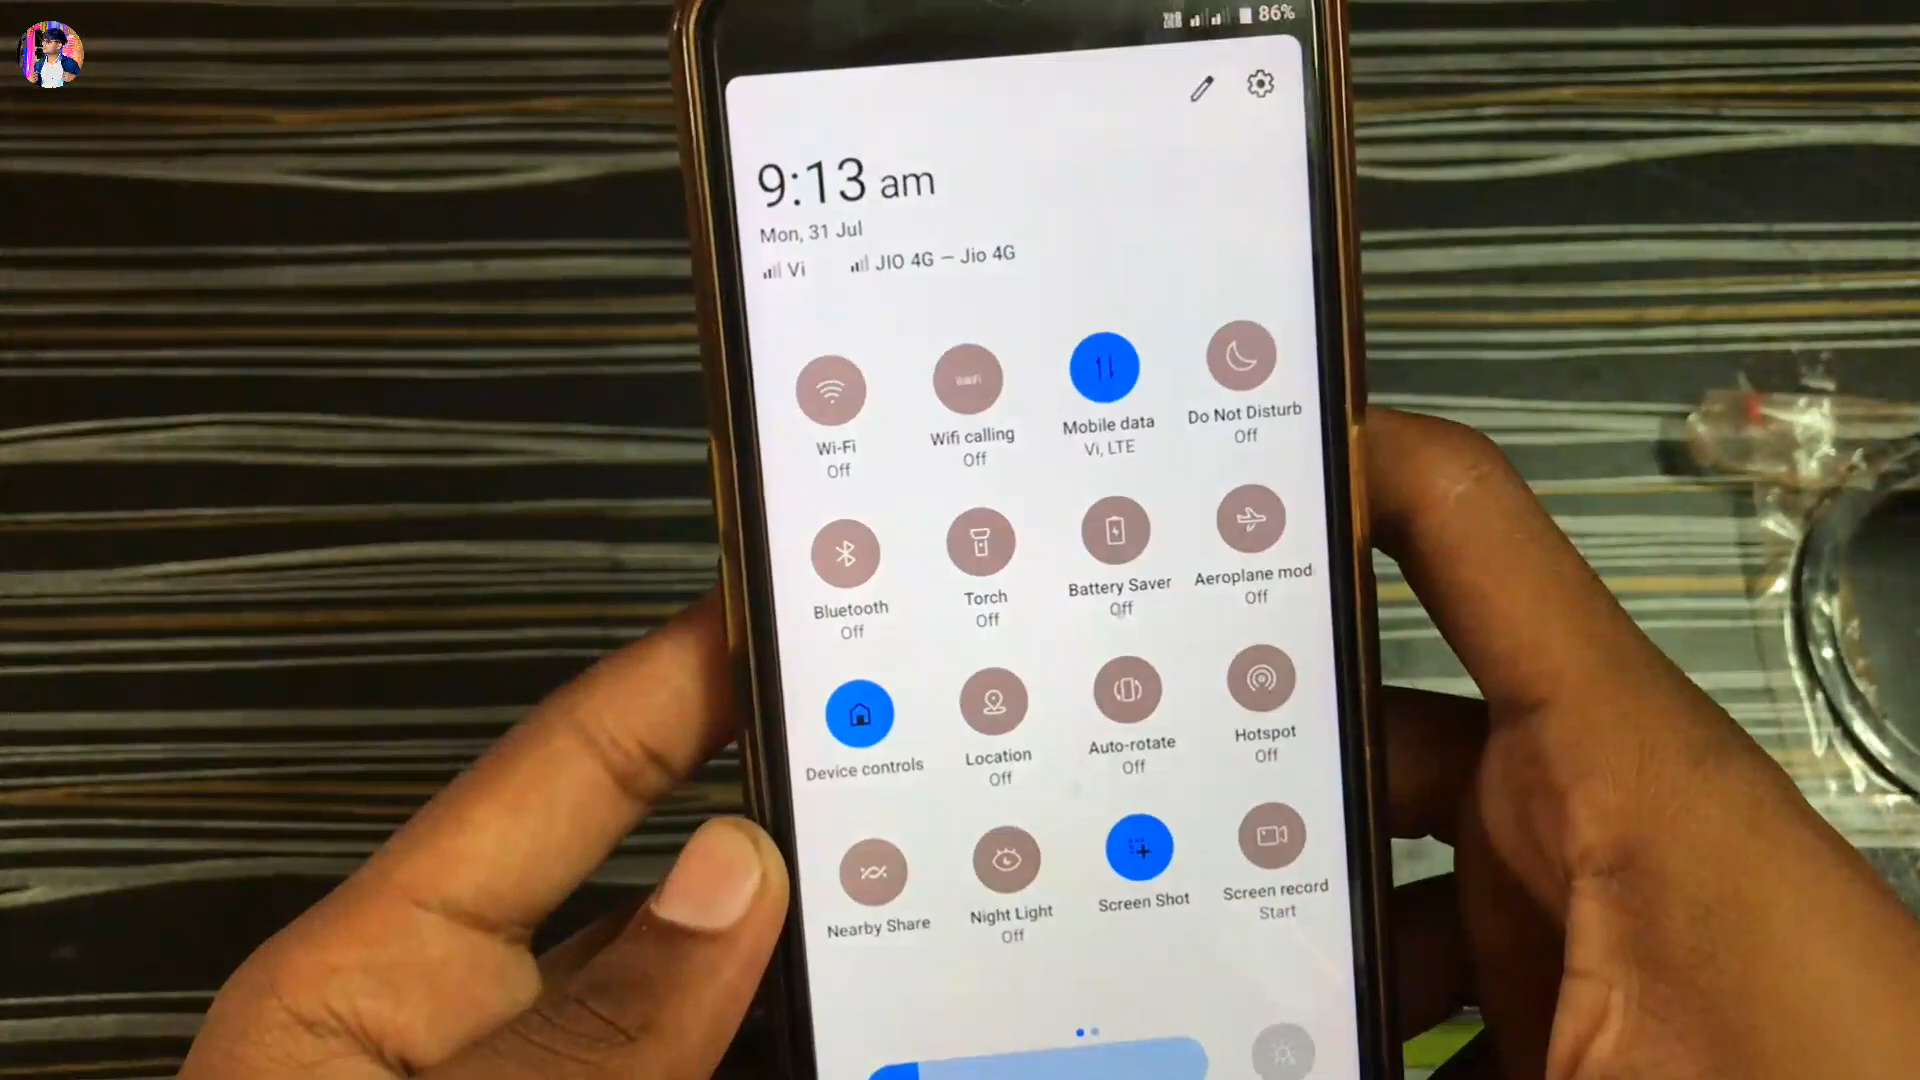 86%
9:13 am
Mon, 31 Jul
Vi JIO 4G — Jio 4G
Wi-Fi
Off
Wifi calling
Off
Mobile data
Vi, LTE
Do Not Disturb
Off
Bluetooth
Off
Torch
Off
Battery Saver
Off
Aeroplane mod
Off
Device controls
Location
Off
Auto-rotate
Off
Hotspot
Off
Nearby Share
Night Light
Off
Screen Shot
Screen record
Start